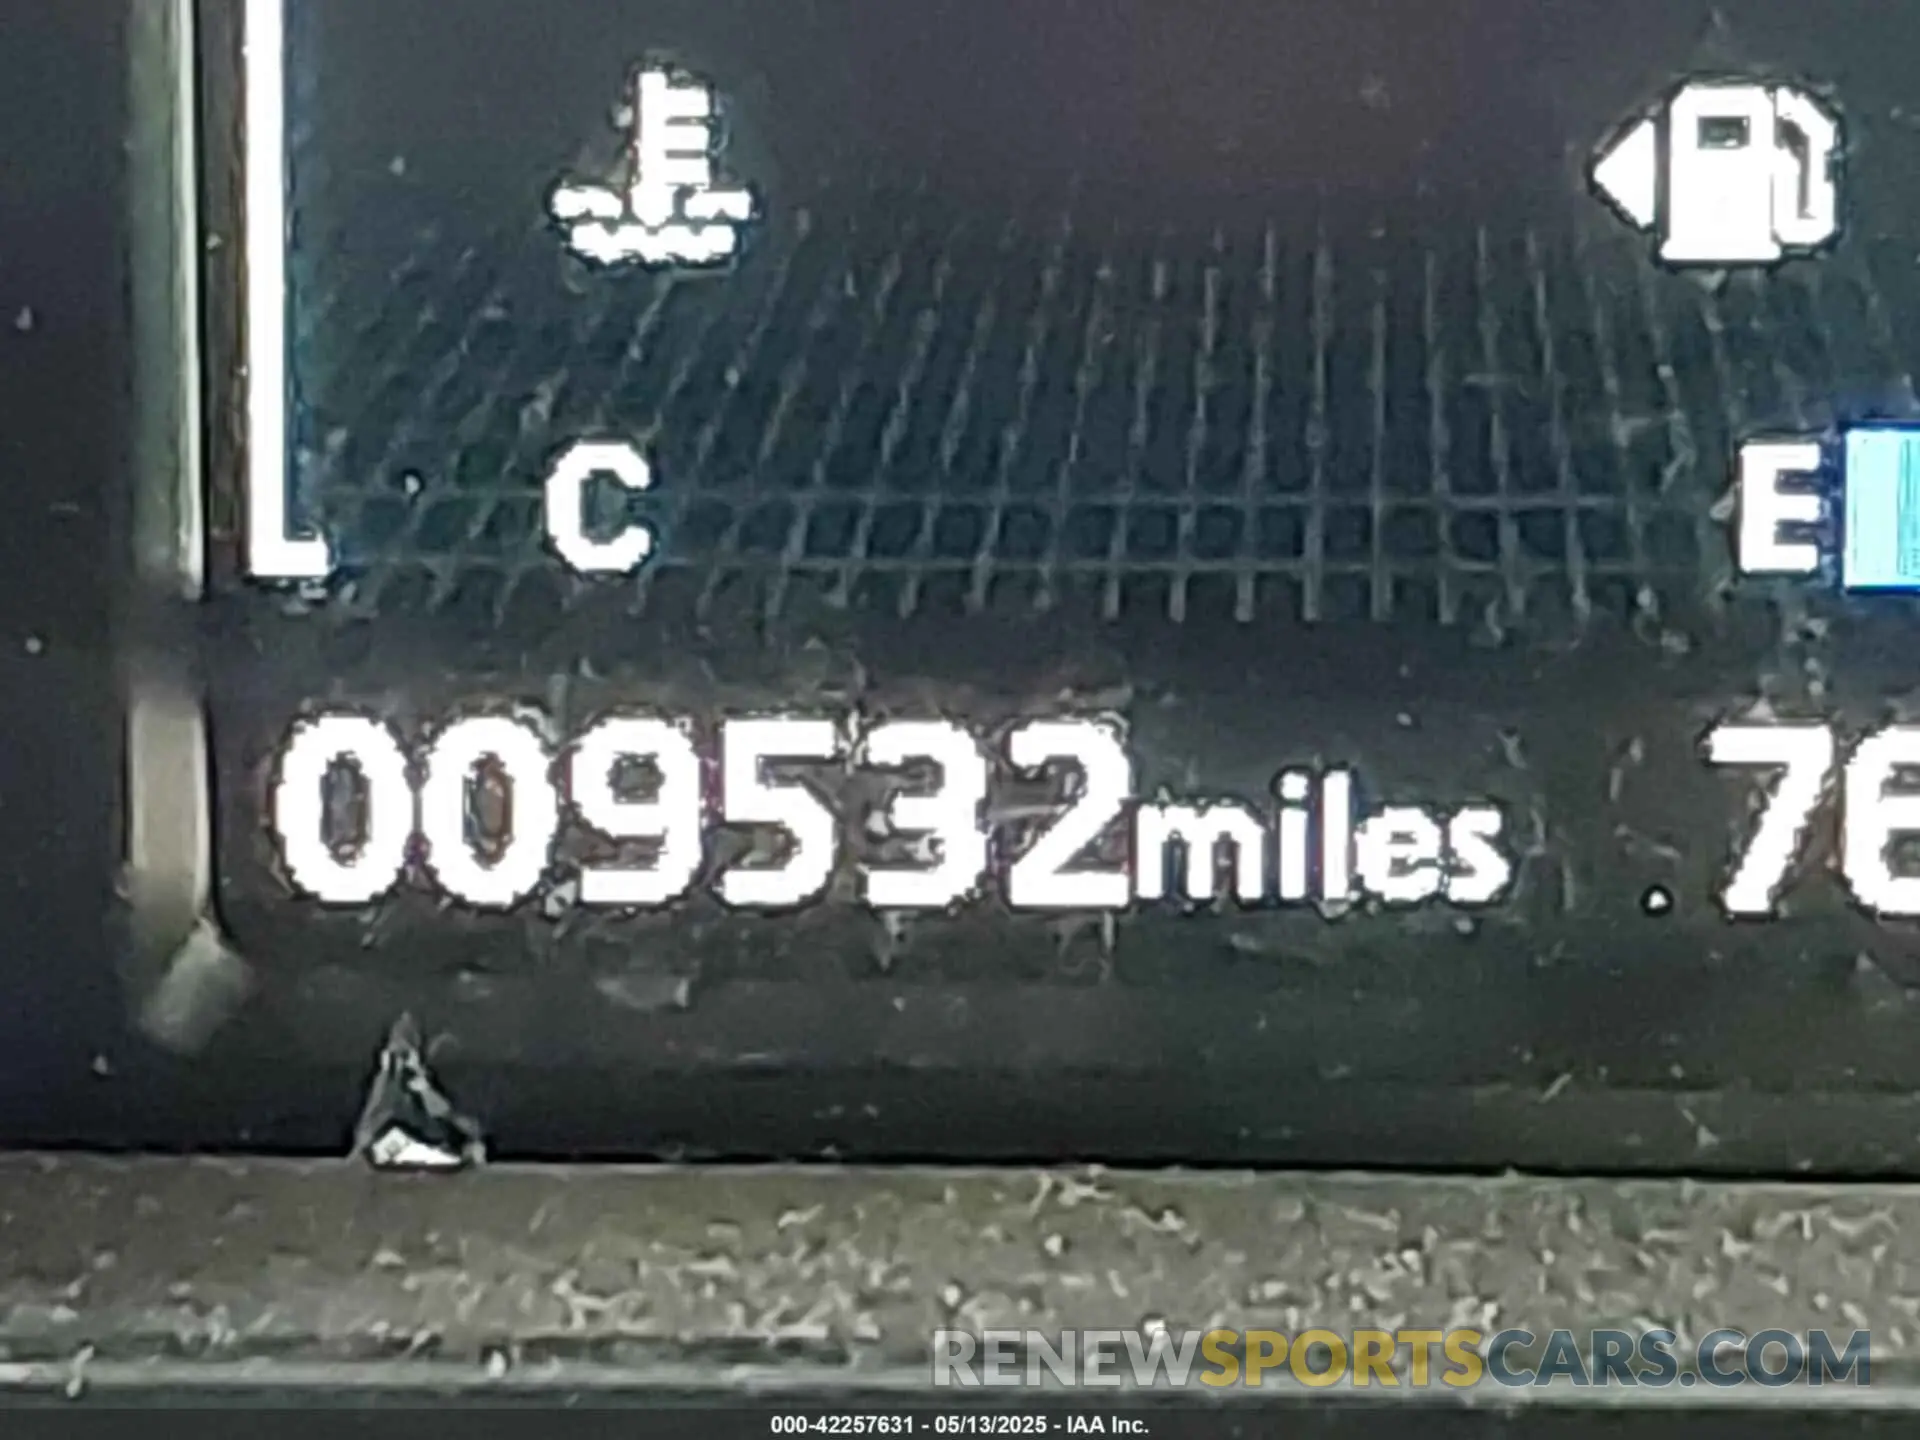 C E
009532miles 76
RENEWSPORTSCARS.COM
000-42257631 - 05/13/2025 - IAA Inc.